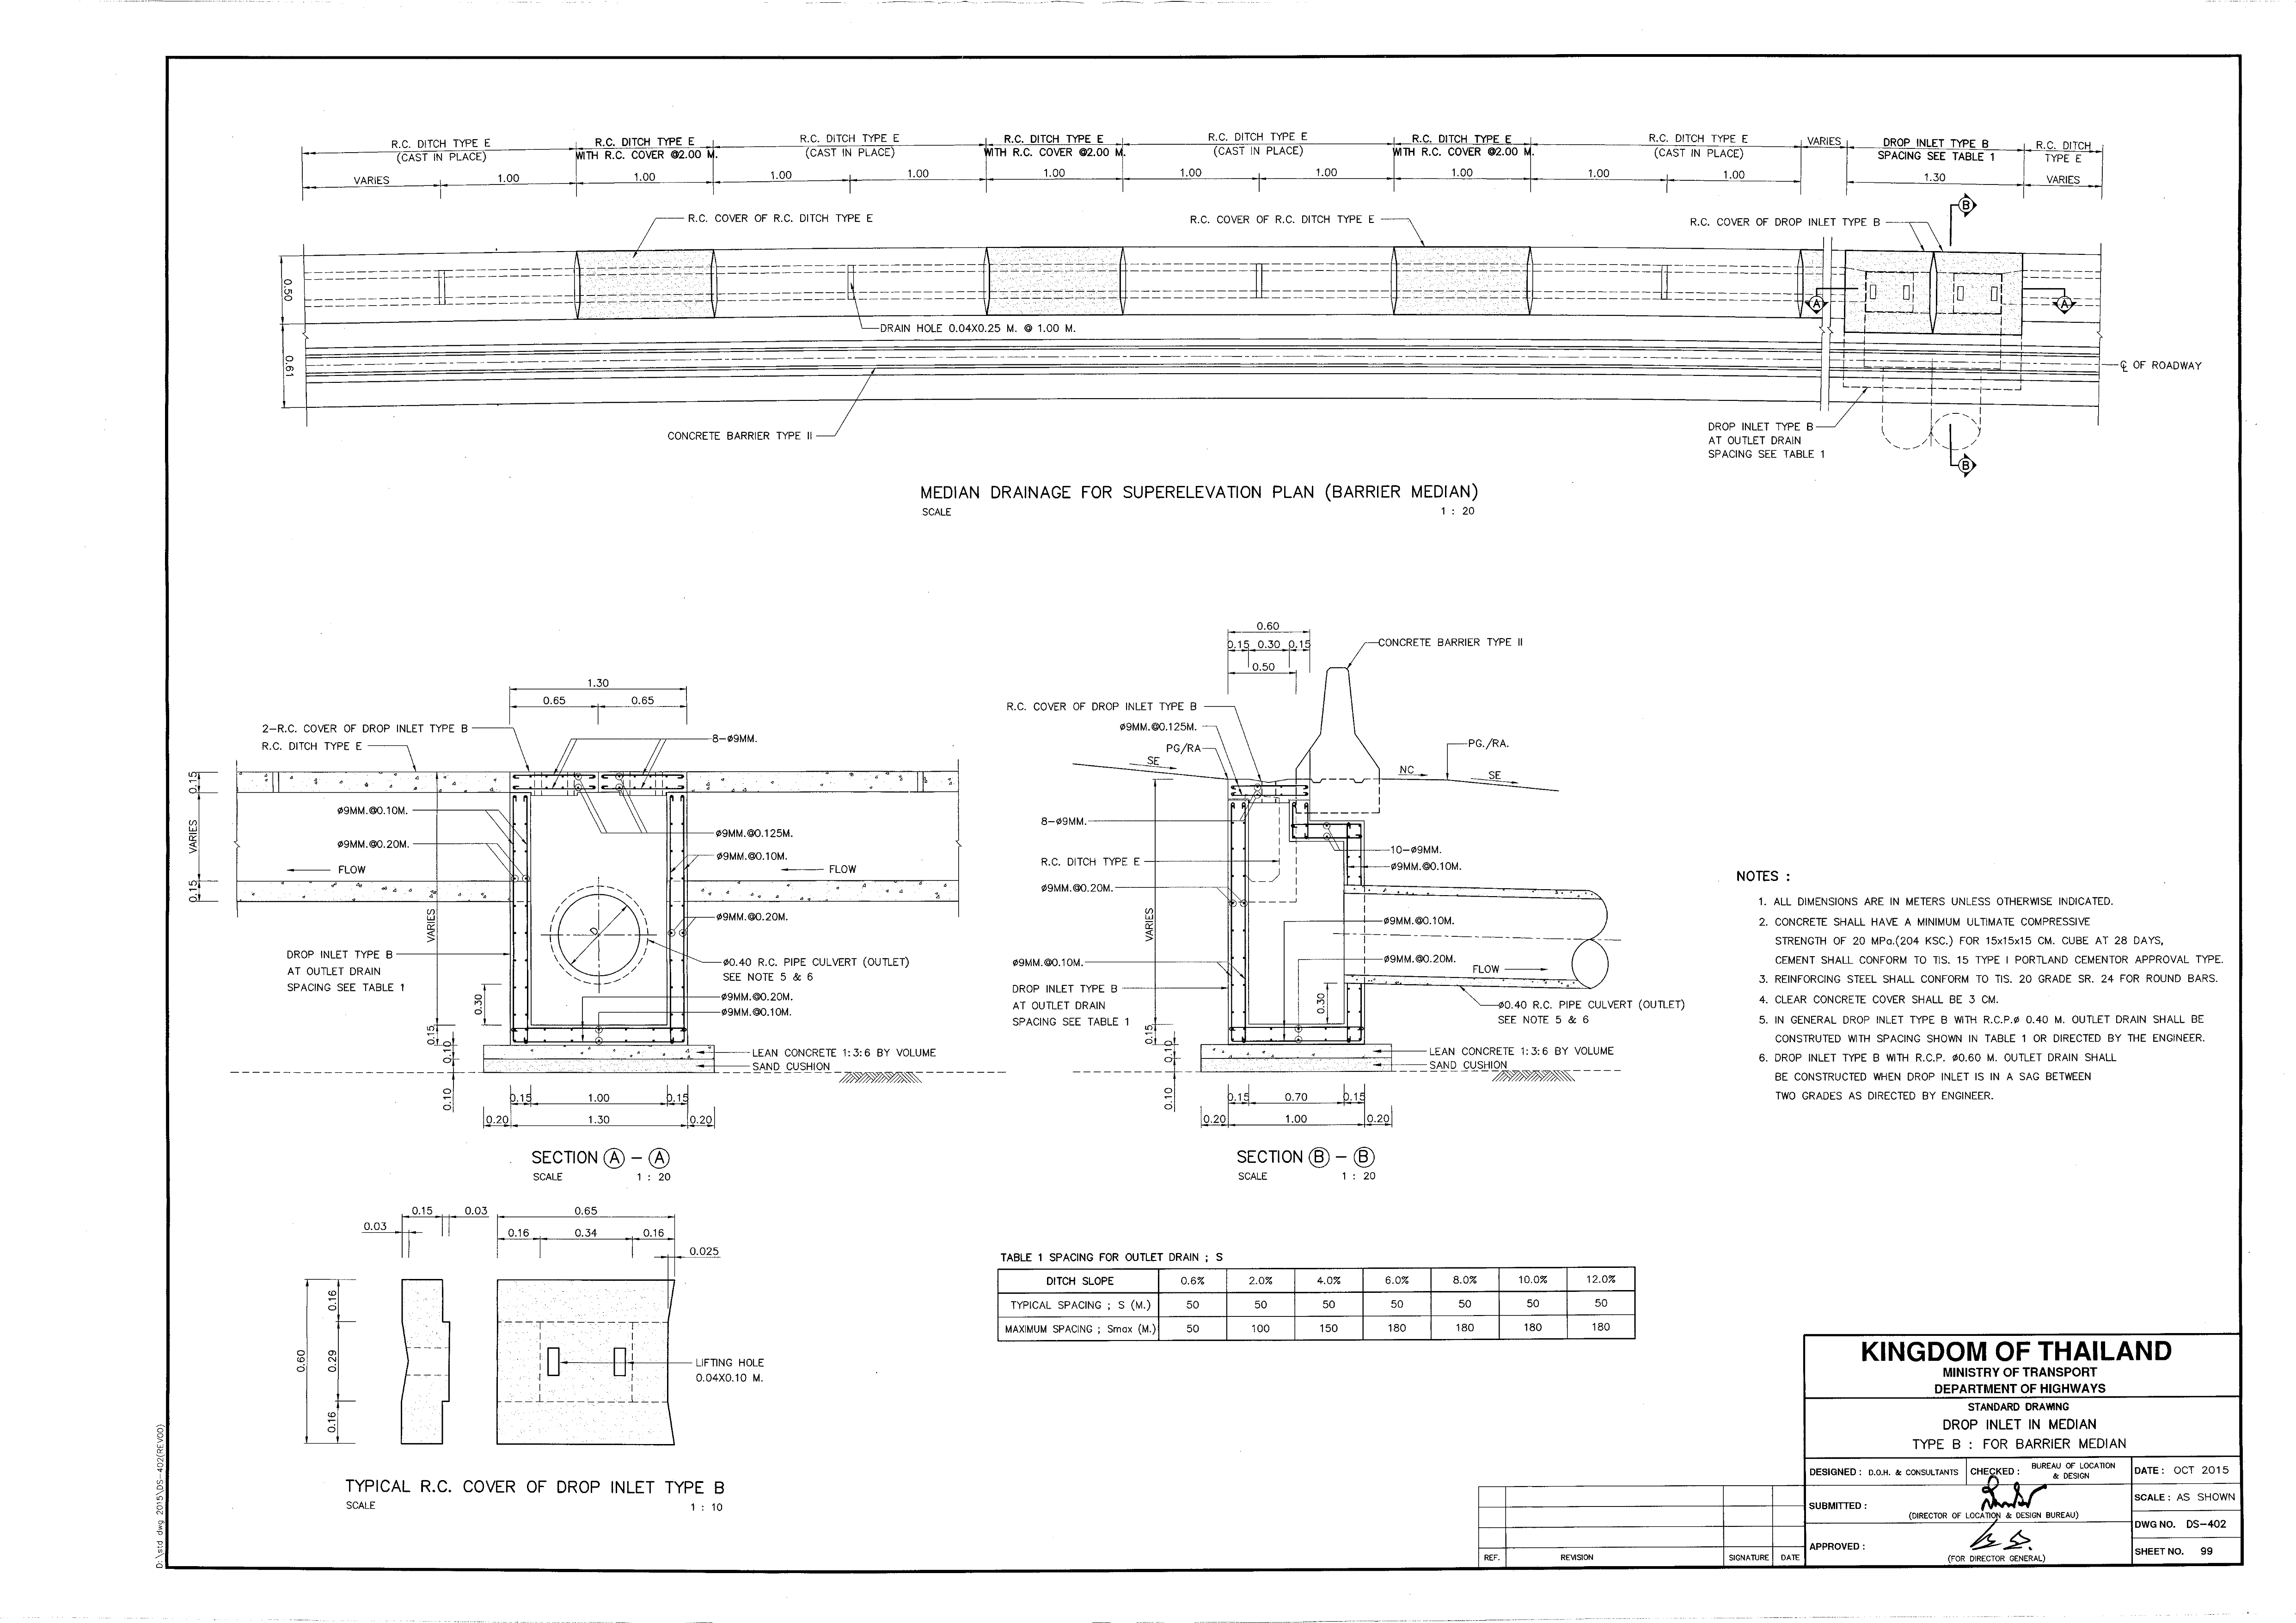 R.C. DITCH TYPE E
(CAST IN PLACE)
R.C. DITCH TYPE E
WITH R.C. COVER @2.00 M.
R.C. DITCH TYPE E
(CAST IN PLACE)
R.C. DITCH TYPE E
WITH R.C. COVER @2.00 M.
R.C. DITCH TYPE E
(CAST IN PLACE)
R.C. DITCH TYPE E
WITH R.C. COVER @2.00 M.
R.C. DITCH TYPE E
(CAST IN PLACE)
VARIES
DROP INLET TYPE B
SPACING SEE TABLE 1
R.C. DITCH
TYPE E
VARIES 1.00 1.00 1.00 1.00 1.00 1.00 1.00 1.00 1.00 1.00 1.30 VARIES
R.C. COVER OF R.C. DITCH TYPE E
R.C. COVER OF R.C. DITCH TYPE E
R.C. COVER OF DROP INLET TYPE B
B
0.50
A
A
DRAIN HOLE 0.04X0.25 M. @ 1.00 M.
0.61
℄ OF ROADWAY
CONCRETE BARRIER TYPE II
DROP INLET TYPE B
AT OUTLET DRAIN
SPACING SEE TABLE 1
B
MEDIAN DRAINAGE FOR SUPERELEVATION PLAN (BARRIER MEDIAN)
SCALE 1 : 20
1.30
0.65 0.65
2-R.C. COVER OF DROP INLET TYPE B
R.C. DITCH TYPE E
8-ø9MM.
0.15
VARIES
0.15
ø9MM.@0.10M.
ø9MM.@0.20M.
FLOW
ø9MM.@0.125M.
ø9MM.@0.10M.
FLOW
VARIES
ø9MM.@0.20M.
D
DROP INLET TYPE B
AT OUTLET DRAIN
SPACING SEE TABLE 1
ø0.40 R.C. PIPE CULVERT (OUTLET)
SEE NOTE 5 & 6
0.30
ø9MM.@0.20M.
ø9MM.@0.10M.
0.15
0.10
LEAN CONCRETE 1:3:6 BY VOLUME
SAND CUSHION
0.10
0.15 1.00 0.15
0.20 1.30 0.20
SECTION A - A
SCALE 1 : 20
0.60
0.15 0.30 0.15
0.50
CONCRETE BARRIER TYPE II
R.C. COVER OF DROP INLET TYPE B
ø9MM.@0.125M.
PG/RA
SE
PG./RA.
NC
SE
8-ø9MM.
R.C. DITCH TYPE E
ø9MM.@0.20M.
10-ø9MM.
ø9MM.@0.10M.
VARIES
ø9MM.@0.10M.
ø9MM.@0.10M.
ø9MM.@0.20M.
FLOW
DROP INLET TYPE B
AT OUTLET DRAIN
SPACING SEE TABLE 1
0.30
ø0.40 R.C. PIPE CULVERT (OUTLET)
SEE NOTE 5 & 6
0.15
0.10
LEAN CONCRETE 1:3:6 BY VOLUME
SAND CUSHION
0.10
0.15 0.70 0.15
0.20 1.00 0.20
SECTION B - B
SCALE 1 : 20
NOTES :
1. ALL DIMENSIONS ARE IN METERS UNLESS OTHERWISE INDICATED.
2. CONCRETE SHALL HAVE A MINIMUM ULTIMATE COMPRESSIVE
STRENGTH OF 20 MPa.(204 KSC.) FOR 15x15x15 CM. CUBE AT 28 DAYS,
CEMENT SHALL CONFORM TO TIS. 15 TYPE I PORTLAND CEMENTOR APPROVAL TYPE.
3. REINFORCING STEEL SHALL CONFORM TO TIS. 20 GRADE SR. 24 FOR ROUND BARS.
4. CLEAR CONCRETE COVER SHALL BE 3 CM.
5. IN GENERAL DROP INLET TYPE B WITH R.C.P.ø 0.40 M. OUTLET DRAIN SHALL BE
CONSTRUTED WITH SPACING SHOWN IN TABLE 1 OR DIRECTED BY THE ENGINEER.
6. DROP INLET TYPE B WITH R.C.P. ø0.60 M. OUTLET DRAIN SHALL
BE CONSTRUCTED WHEN DROP INLET IS IN A SAG BETWEEN
TWO GRADES AS DIRECTED BY ENGINEER.
0.15 0.03
0.03
0.65
0.16 0.34 0.16
0.025
0.60
0.16
0.29
0.16
LIFTING HOLE
0.04X0.10 M.
TYPICAL R.C. COVER OF DROP INLET TYPE B
SCALE 1 : 10
TABLE 1 SPACING FOR OUTLET DRAIN ; S
DITCH SLOPE 0.6% 2.0% 4.0% 6.0% 8.0% 10.0% 12.0%
TYPICAL SPACING ; S (M.) 50 50 50 50 50 50 50
MAXIMUM SPACING ; Smax (M.) 50 100 150 180 180 180 180
KINGDOM OF THAILAND
MINISTRY OF TRANSPORT
DEPARTMENT OF HIGHWAYS
STANDARD DRAWING
DROP INLET IN MEDIAN
TYPE B : FOR BARRIER MEDIAN
DESIGNED : D.O.H. & CONSULTANTS
CHECKED : BUREAU OF LOCATION
& DESIGN
DATE : OCT 2015
SUBMITTED :
(DIRECTOR OF LOCATION & DESIGN BUREAU)
SCALE : AS SHOWN
DWG NO. DS-402
APPROVED :
(FOR DIRECTOR GENERAL)
SHEET NO. 99
REF. REVISION SIGNATURE DATE
D:\std dwg 2015\DS-402(REV00)